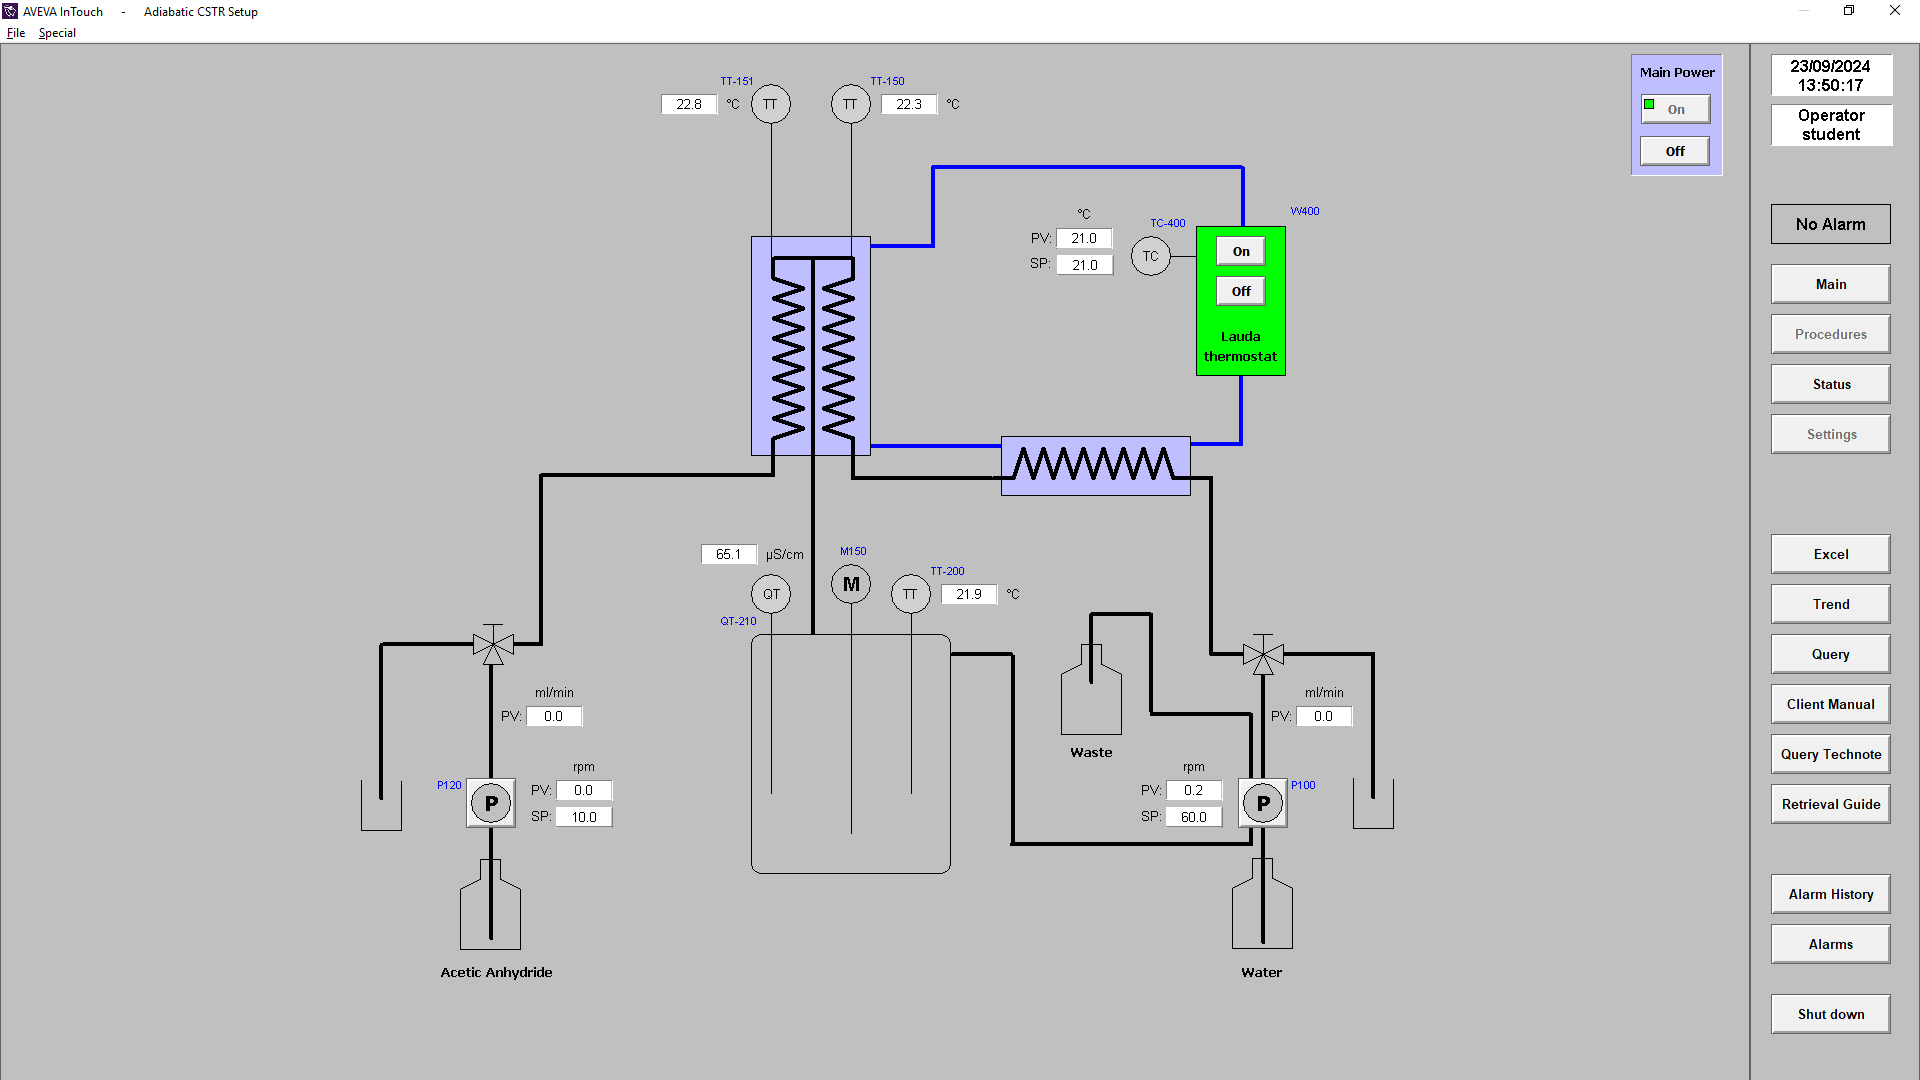 AVEVA InTouch - Adiabatic CSTR Setup
File Special
TT-151
22.8 °C TT
TT-150
TT 22.3 °C
Main Power
On
Off
23/09/2024
13:50:17
Operator
student
No Alarm
Main
Procedures
Status
Settings
Excel
Trend
Query
Client Manual
Query Technote
Retrieval Guide
Alarm History
Alarms
Shut down
°C
PV: 21.0
SP: 21.0
TC-400
TC
W400
On
Off
Lauda
thermostat
65.1 µS/cm
QT
QT-210
M150
M
TT-200
TT 21.9 °C
ml/min
PV: 0.0
P120
P
rpm
PV: 0.0
SP: 10.0
Acetic Anhydride
Waste
ml/min
PV: 0.0
rpm
PV: 0.2
SP: 60.0
P
P100
Water